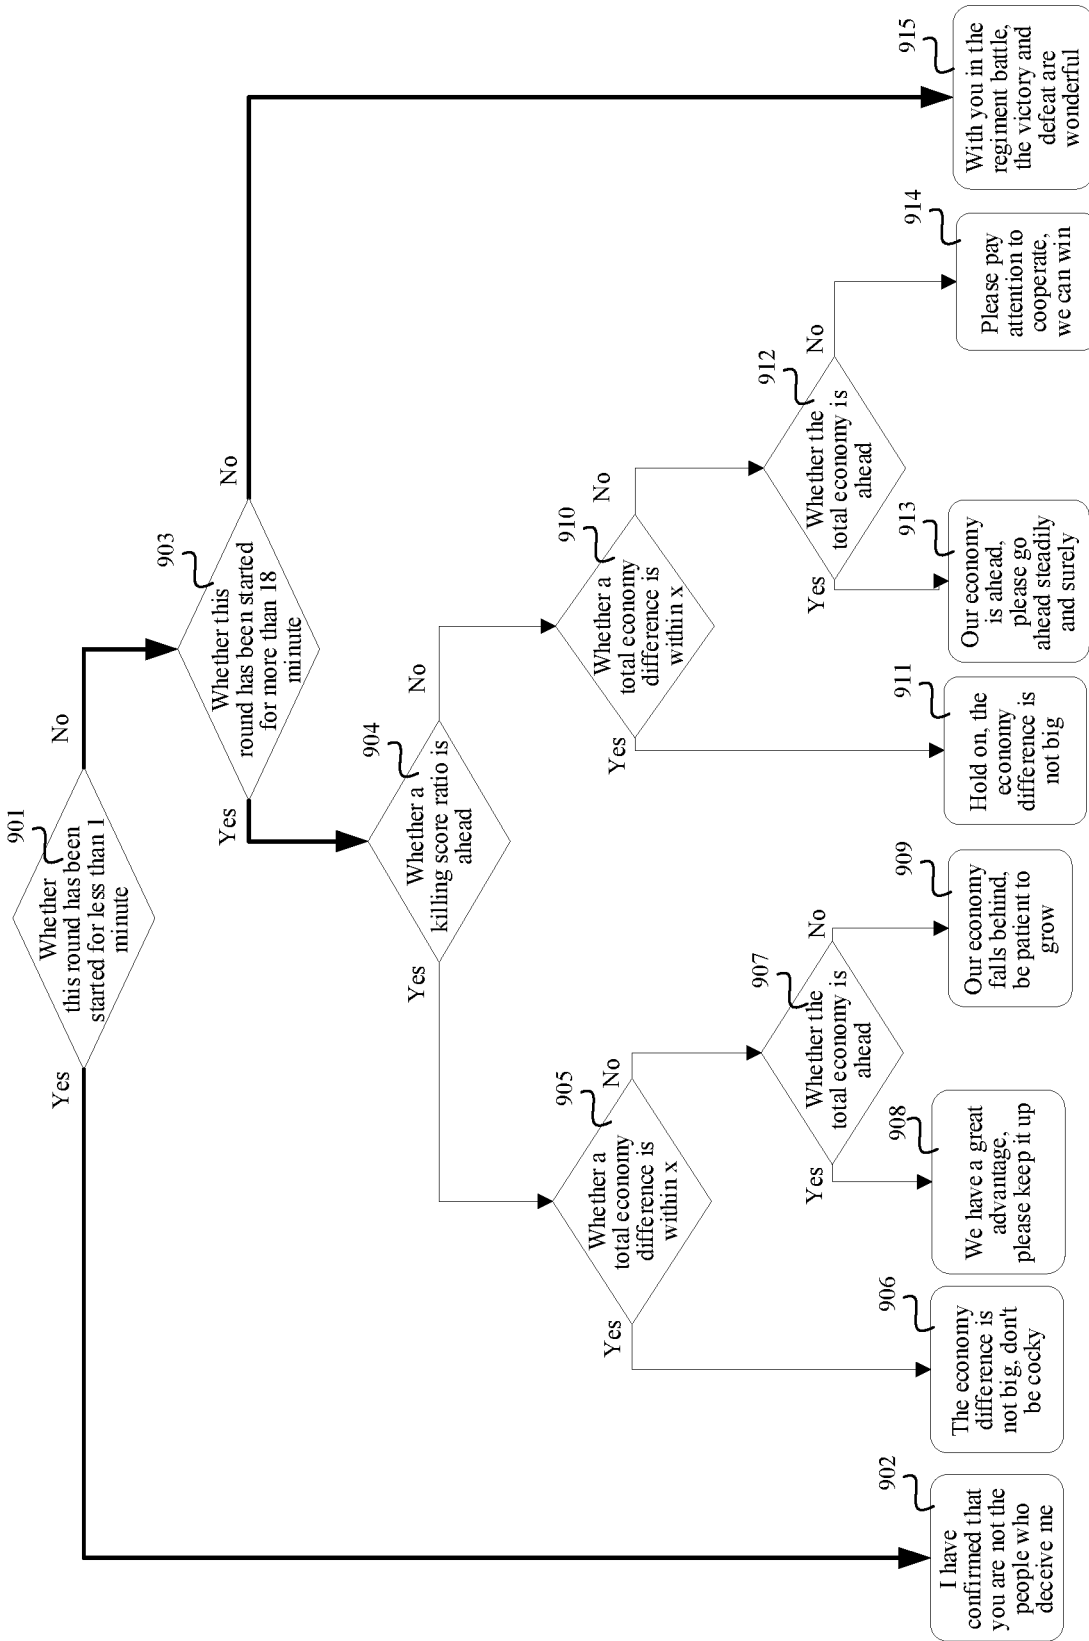 901
Whether
this round has been
started for less than 1
minute
Yes
No
903
Whether this
round has been started
for more than 18
minute
Yes
No
904
Whether a
killing score ratio is
ahead
Yes
No
905
Whether a
total economy
difference is
within x
Yes
No
910
Whether a
total economy
difference is
within x
Yes
No
907
Whether the
total economy is
ahead
Yes
No
912
Whether the
total economy is
ahead
Yes
No
902
I have
confirmed that
you are not the
people who
deceive me
906
The economy
difference is
not big, don't
be cocky
908
We have a great
advantage,
please keep it up
909
Our economy
falls behind,
be patient to
grow
911
Hold on, the
economy
difference is
not big
913
Our economy
is ahead,
please go
ahead steadily
and surely
914
Please pay
attention to
cooperate,
we can win
915
With you in the
regiment battle,
the victory and
defeat are
wonderful